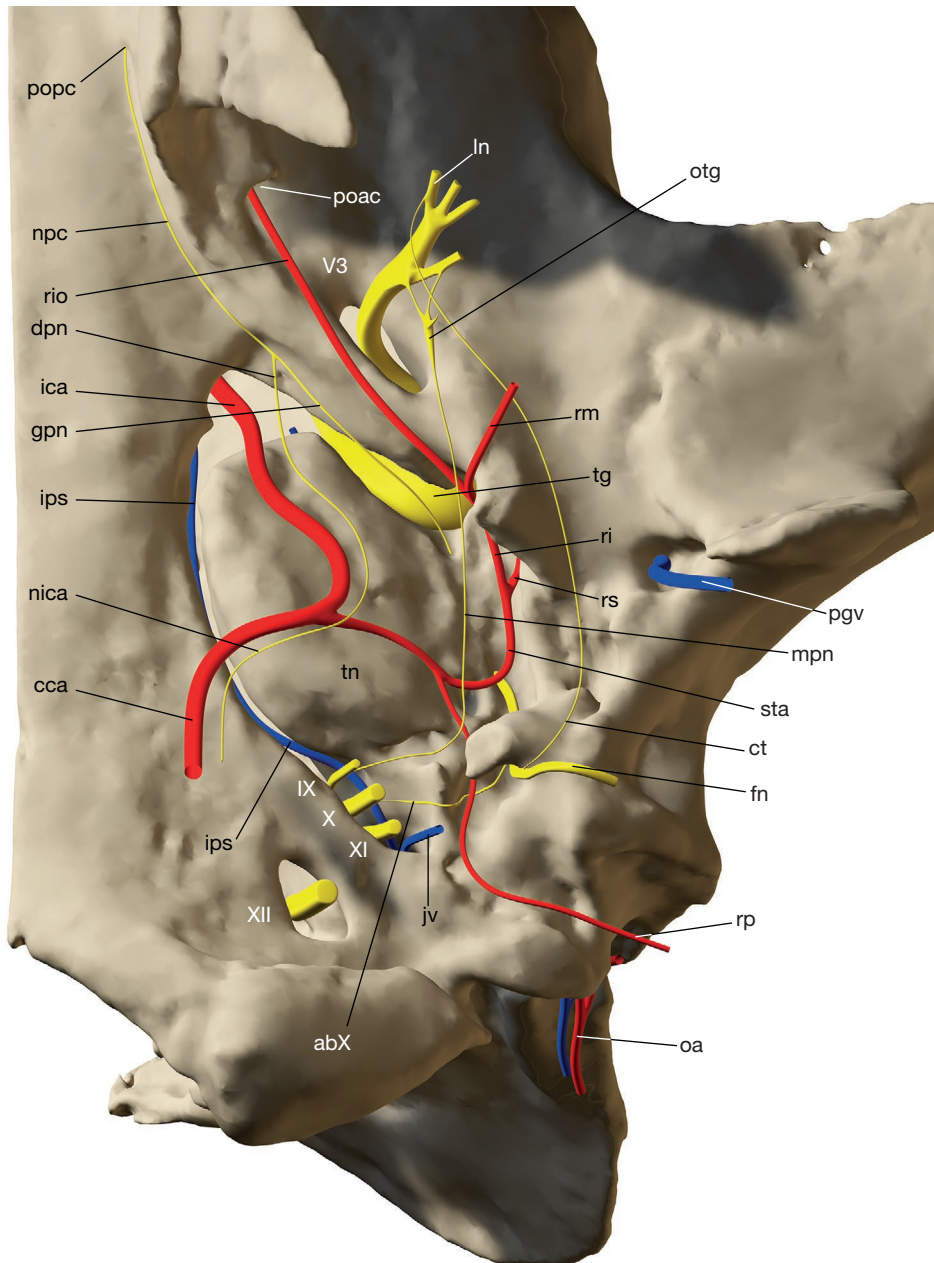 popc
ln
otg
poac
npc
V3
rio
dpn
ica
rm
gpn
tg
ips
ri
rs
nica
pgv
mpn
tn
cca
sta
ct
IX
fn
X
ips
XI
XII
jv
rp
abX
oa